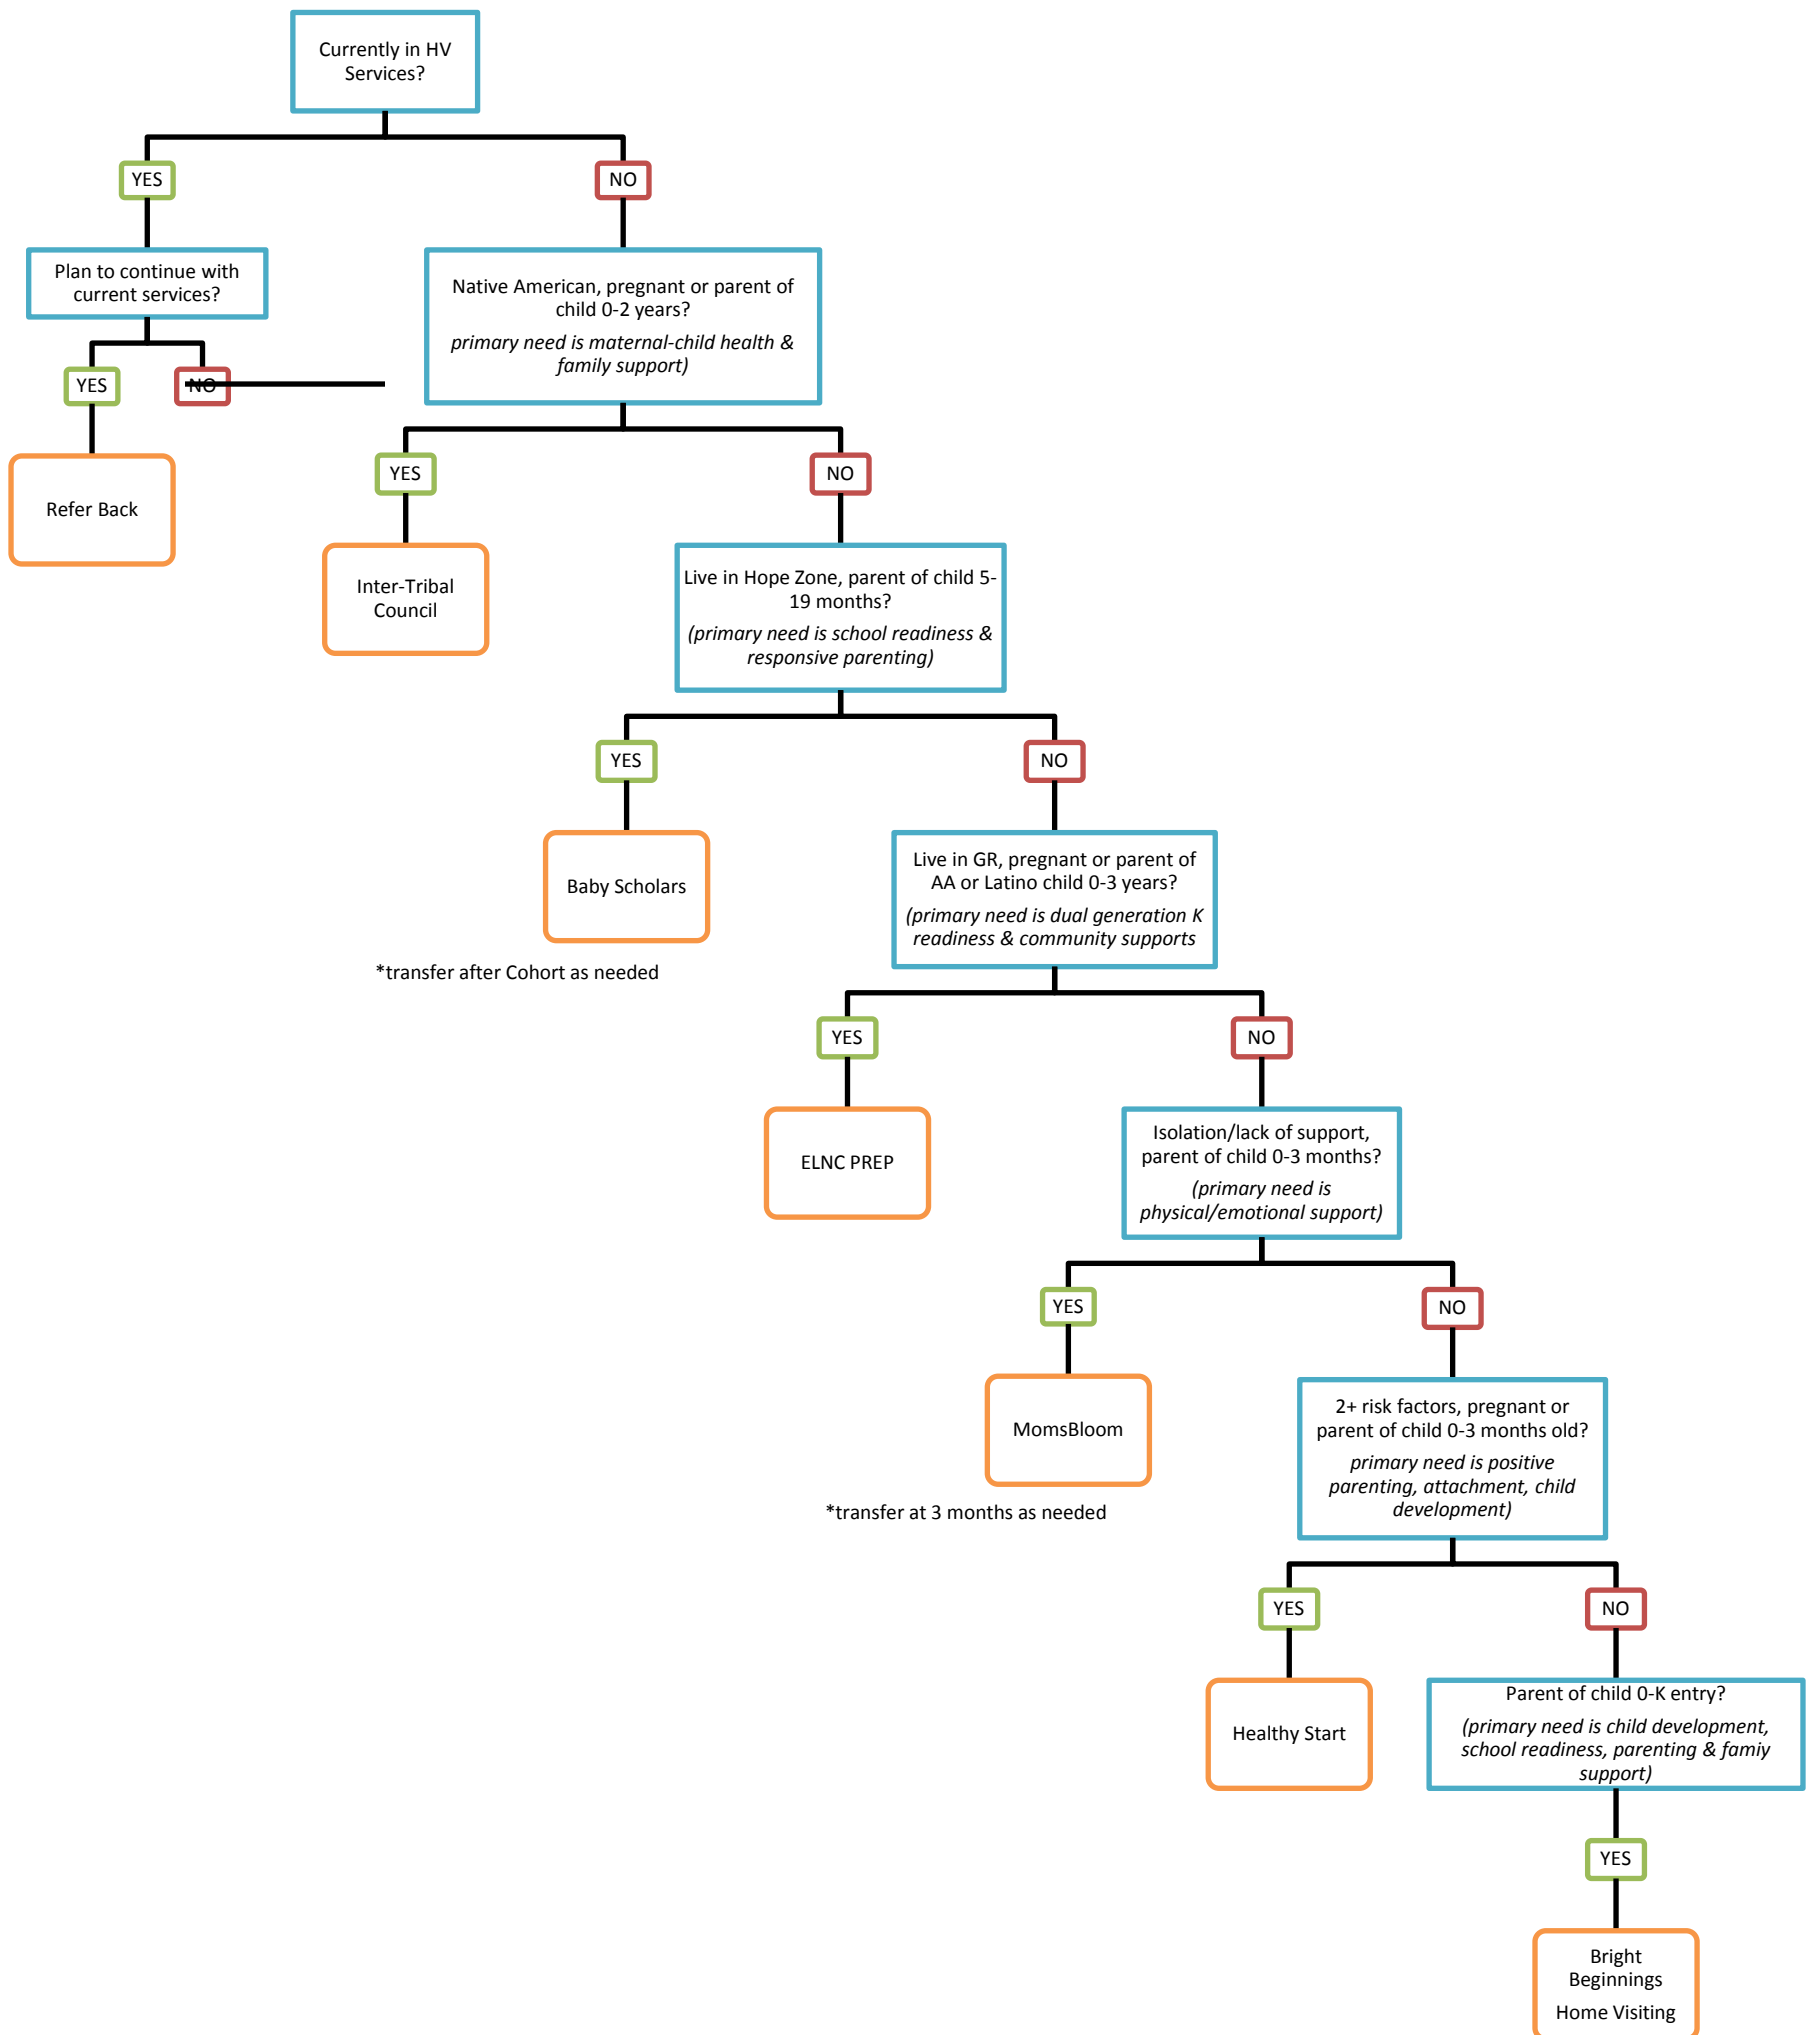 Currently in HV
Services?
YES
NO
Plan to continue with
current services?
Native American, pregnant or parent of
child 0-2 years?
primary need is maternal-child health &
family support)
YES
NO
Refer Back
YES
NO
Inter-Tribal
Council
Live in Hope Zone, parent of child 5-
19 months?
(primary need is school readiness &
responsive parenting)
YES
NO
Baby Scholars
*transfer after Cohort as needed
Live in GR, pregnant or parent of
AA or Latino child 0-3 years?
(primary need is dual generation K
readiness & community supports
YES
NO
ELNC PREP
Isolation/lack of support,
parent of child 0-3 months?
(primary need is
physical/emotional support)
YES
NO
MomsBloom
*transfer at 3 months as needed
2+ risk factors, pregnant or
parent of child 0-3 months old?
primary need is positive
parenting, attachment, child
development)
YES
NO
Healthy Start
Parent of child 0-K entry?
(primary need is child development,
school readiness, parenting & famiy
support)
YES
Bright
Beginnings
Home Visiting